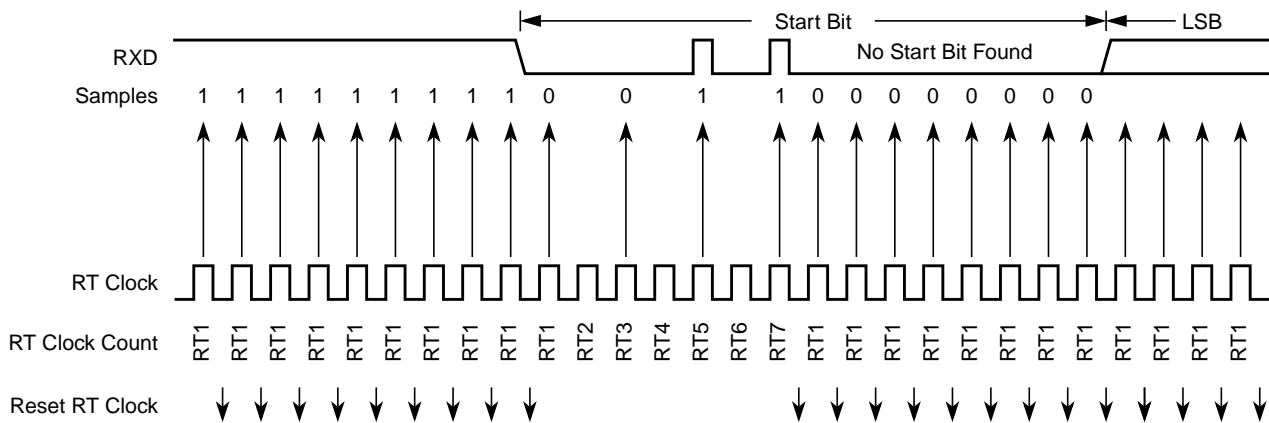 Start Bit
LSB
RXD
No Start Bit Found
Samples 1 1 1 1 1 1 1 1 1 0 0 1 1 0 0 0 0 0 0 0 0
RT Clock
RT Clock Count RT1 RT1 RT1 RT1 RT1 RT1 RT1 RT1 RT1 RT1 RT2 RT3 RT4 RT5 RT6 RT7 RT1 RT1 RT1 RT1 RT1 RT1 RT1 RT1 RT1 RT1 RT1 RT1
Reset RT Clock